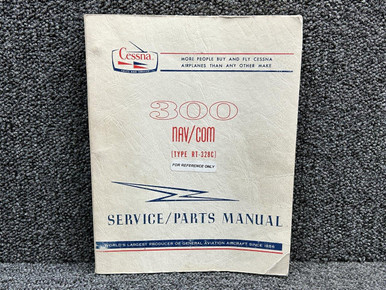 Cessna
MORE PEOPLE BUY AND FLY CESSNA
AIRPLANES THAN ANY OTHER MAKE
300
NAV/COM
(TYPE RT-328C)
FOR REFERENCE ONLY
SERVICE/PARTS MANUAL
WORLD'S LARGEST PRODUCER OF GENERAL AVIATION AIRCRAFT SINCE 1956